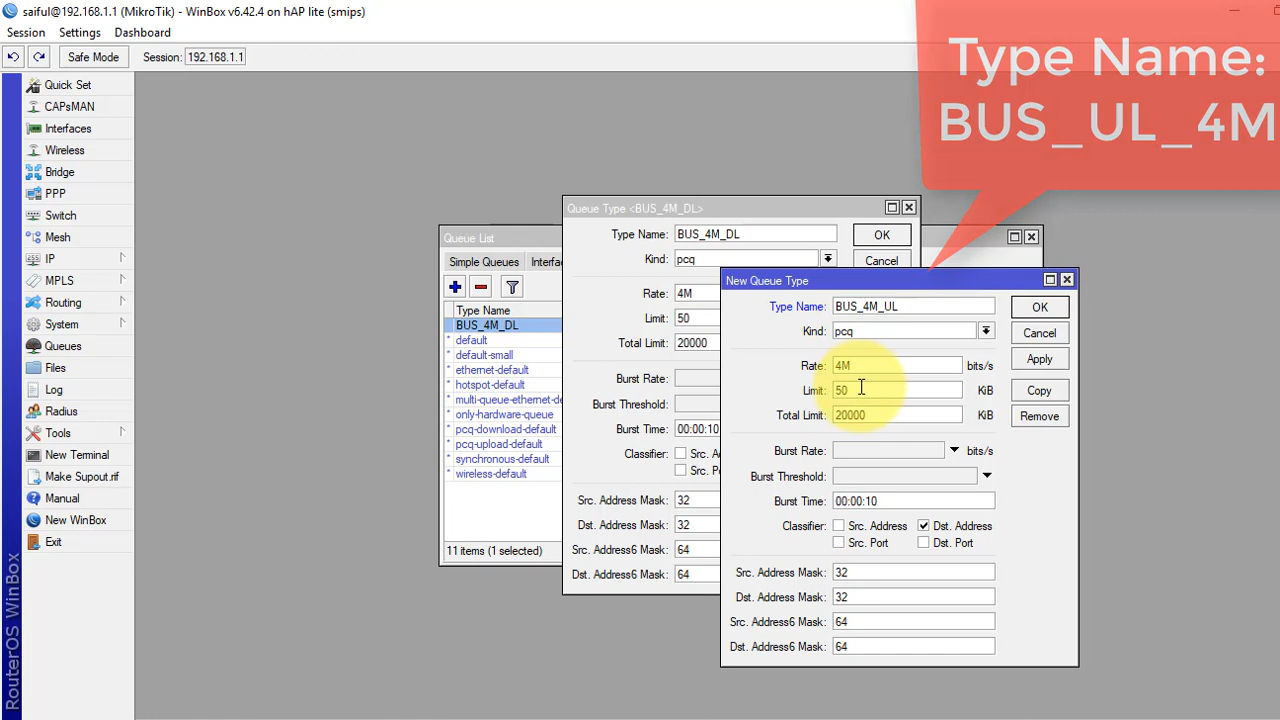 saiful@192.168.1.1 (MikroTik) - WinBox v6.42.4 on hAP lite (smips)
Session Settings Dashboard
Safe Mode Session: 192.168.1.1
Type Name:
BUS_UL_4M
Quick Set
CAPsMAN
Interfaces
Wireless
Bridge
PPP
Switch
Mesh
IP
MPLS
Routing
System
Queues
Files
Log
Radius
Tools
New Terminal
Make Supout.rif
Manual
New WinBox
Exit
RouterOS WinBox
Queue List
Simple Queues Interfa
Type Name
BUS_4M_DL
* default
* default-small
* ethernet-default
* hotspot-default
* multi-queue-ethernet-de
* only-hardware-queue
* pcq-download-default
* pcq-upload-default
* synchronous-default
* wireless-default
11 items (1 selected)
Queue Type <BUS_4M_DL>
Type Name: BUS_4M_DL OK
Kind: pcq Cancel
Rate: 4M
Limit: 50
Total Limit: 20000
Burst Rate:
Burst Threshold:
Burst Time: 00:00:10
Classifier: Src. Ad
Src. Po
Src. Address Mask: 32
Dst. Address Mask: 32
Src. Address6 Mask: 64
Dst. Address6 Mask: 64
New Queue Type
Type Name: BUS_4M_UL OK
Kind: pcq Cancel
Rate: 4M bits/s Apply
Limit: 50 KiB Copy
Total Limit: 20000 KiB Remove
Burst Rate: bits/s
Burst Threshold:
Burst Time: 00:00:10
Classifier: Src. Address Dst. Address
Src. Port Dst. Port
Src. Address Mask: 32
Dst. Address Mask: 32
Src. Address6 Mask: 64
Dst. Address6 Mask: 64